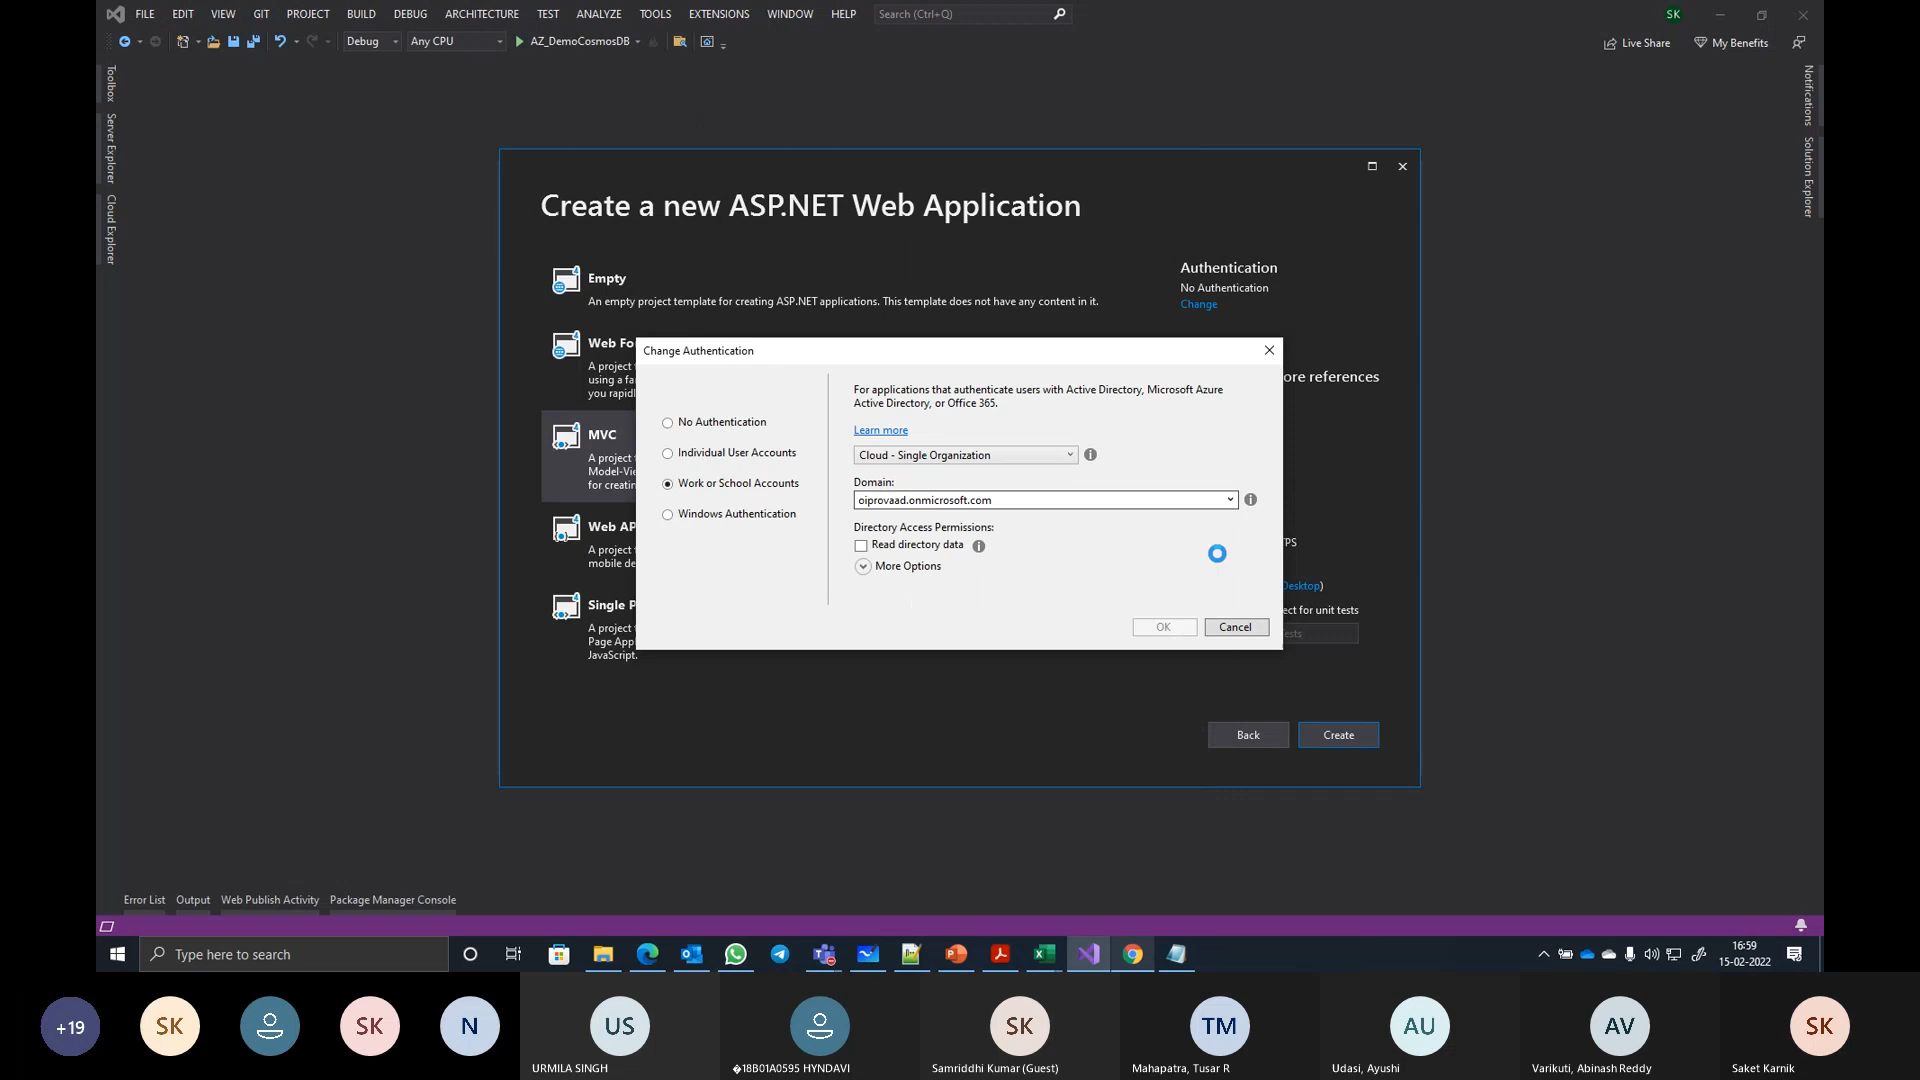 FILE EDIT VIEW GIT PROJECT BUILD DEBUG ARCHITECTURE TEST ANALYZE TOOLS EXTENSIONS WINDOW HELP Search (Ctrl+Q) SK
Debug Any CPU AZ_DemoCosmosDB Live Share My Benefits
Toolbox
Server Explorer
Cloud Explorer
Notifications
Solution Explorer
Create a new ASP.NET Web Application
Empty
An empty project template for creating ASP.NET applications. This template does not have any content in it.
Authentication
No Authentication
Change
Web Fo
A project
using a fa
you rapidl
MVC
A project
Model-Vie
for creatin
Web AP
A project
mobile de
Single P
A project
Page App
JavaScript.
ore references
TPS
Desktop)
ect for unit tests
ests
Change Authentication
No Authentication
Individual User Accounts
Work or School Accounts
Windows Authentication
For applications that authenticate users with Active Directory, Microsoft Azure
Active Directory, or Office 365.
Learn more
Cloud - Single Organization
Domain:
oiprovaad.onmicrosoft.com
Directory Access Permissions:
Read directory data
More Options
OK Cancel
Back Create
Error List Output Web Publish Activity Package Manager Console
Type here to search
16:59
15-02-2022
+19 SK SK N US SK TM AU AV SK
URMILA SINGH �18B01A0595 HYNDAVI Samriddhi Kumar (Guest) Mahapatra, Tusar R Udasi, Ayushi Varikuti, Abinash Reddy Saket Karnik